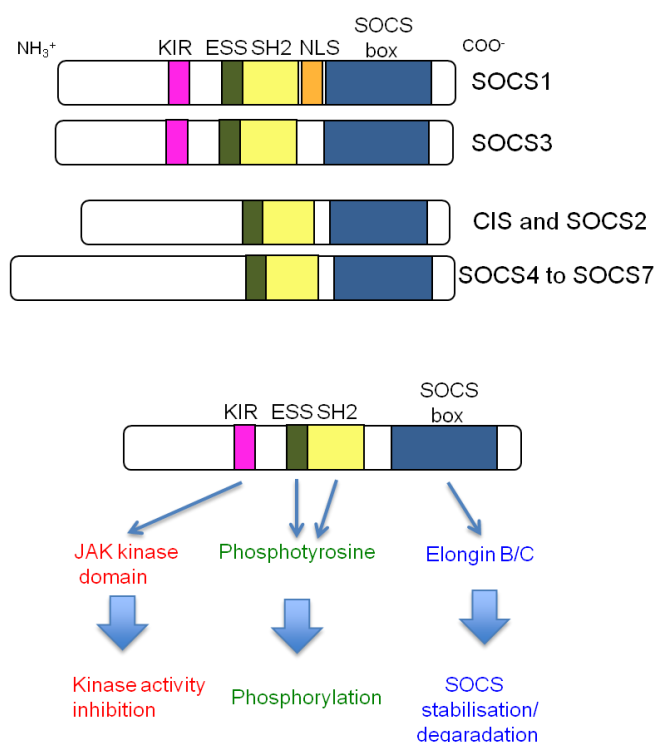 SOCS
NH₃⁺ KIR ESS SH2 NLS box COO⁻
SOCS1
SOCS3
CIS and SOCS2
SOCS4 to SOCS7
SOCS
KIR ESS SH2 box
JAK kinase
domain
Phosphotyrosine
Elongin B/C
Kinase activity
inhibition
Phosphorylation
SOCS
stabilisation/
degradation